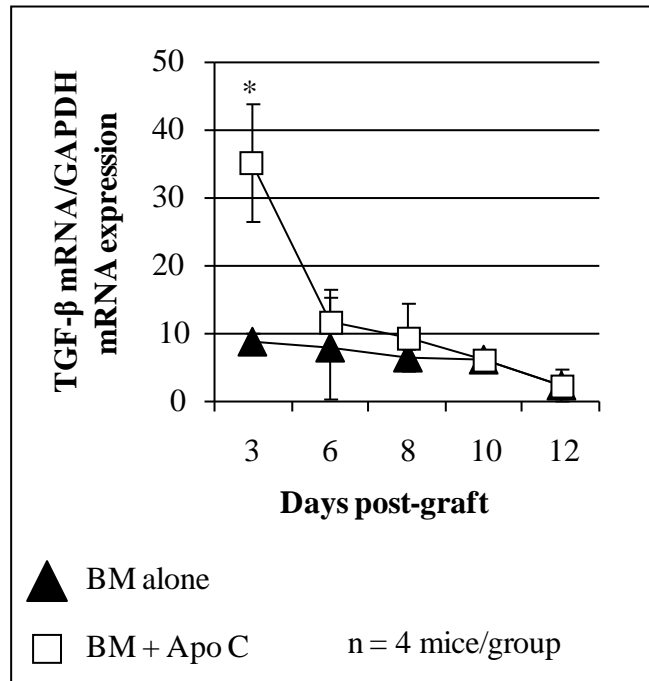 TGF-β mRNA/GAPDH
mRNA expression
50
*
40
30
20
10
0
3 6 8 10 12
Days post-graft
BM alone
BM + Apo C n = 4 mice/group